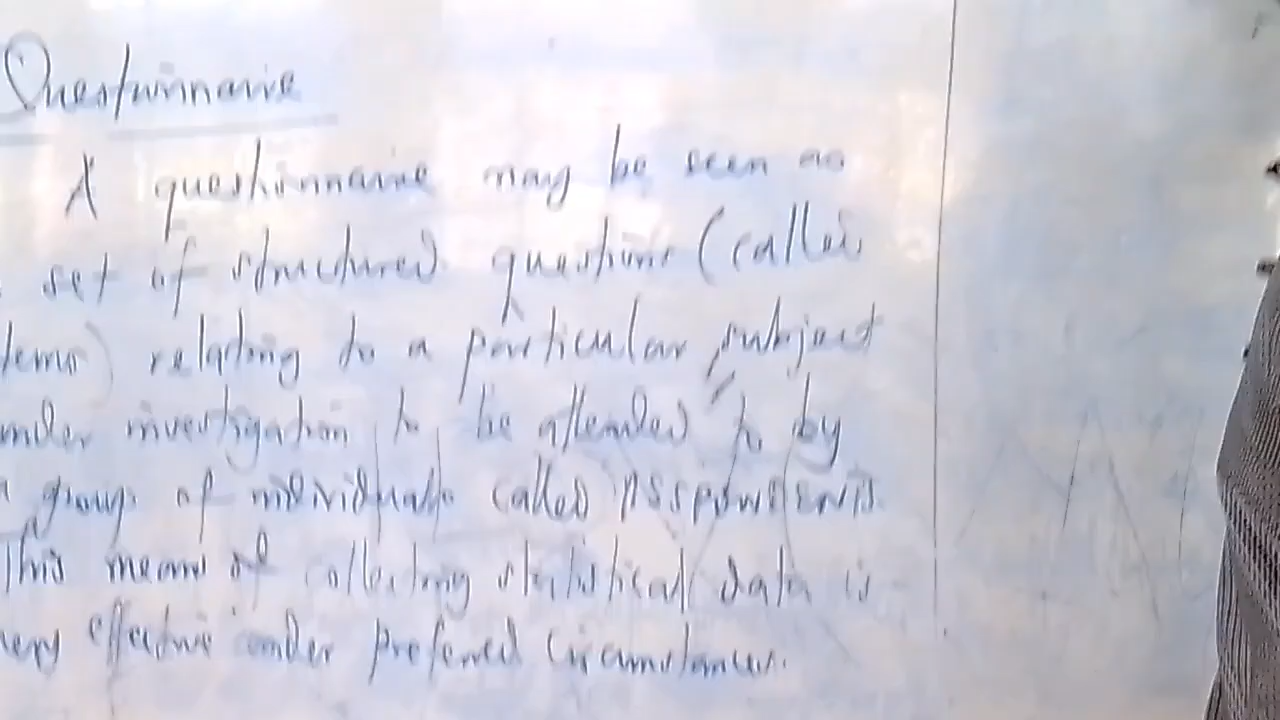 Questionnaire
A questionnaire may be seen as
set of structured questions (called
tems) relating to a particular subject
under investigation to be attended to by
a group of individuals called respondents.
This means of collecting statistical data is
very effective under preferred circumstances.